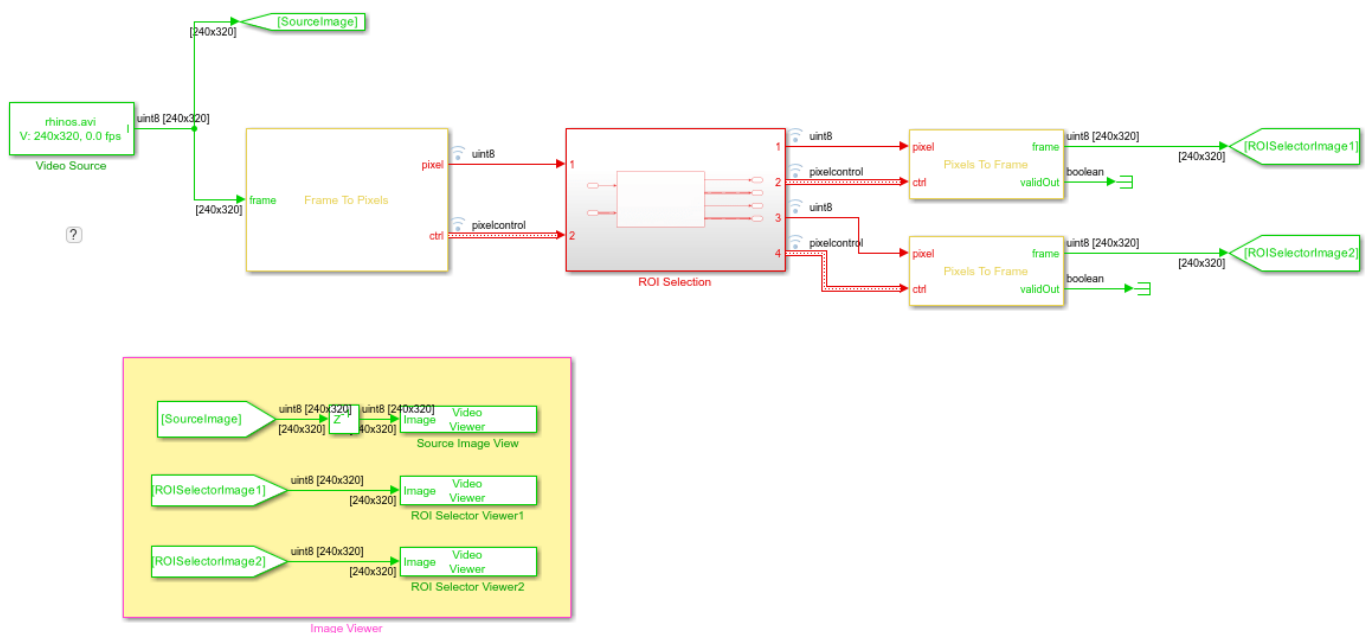 [SourceImage]
[240x320]
rhinos.avi
V: 240x320, 0.0 fps
I
uint8 [240x320]
Video Source
[240x320]
frame
Frame To Pixels
pixel
ctrl
uint8
pixelcontrol
?
1
2
1
2
3
4
ROI Selection
uint8
pixelcontrol
uint8
pixelcontrol
pixel
ctrl
Pixels To Frame
frame
validOut
uint8 [240x320]
[240x320]
boolean
[ROISelectorImage1]
pixel
ctrl
Pixels To Frame
frame
validOut
uint8 [240x320]
[240x320]
boolean
[ROISelectorImage2]
[SourceImage]
uint8 [240x320]
[240x320]
uint8 [240x320]
[240x320]
Image
Video
Viewer
Source Image View
[ROISelectorImage1]
uint8 [240x320]
[240x320]
Image
Video
Viewer
ROI Selector Viewer1
[ROISelectorImage2]
uint8 [240x320]
[240x320]
Image
Video
Viewer
ROI Selector Viewer2
Image Viewer